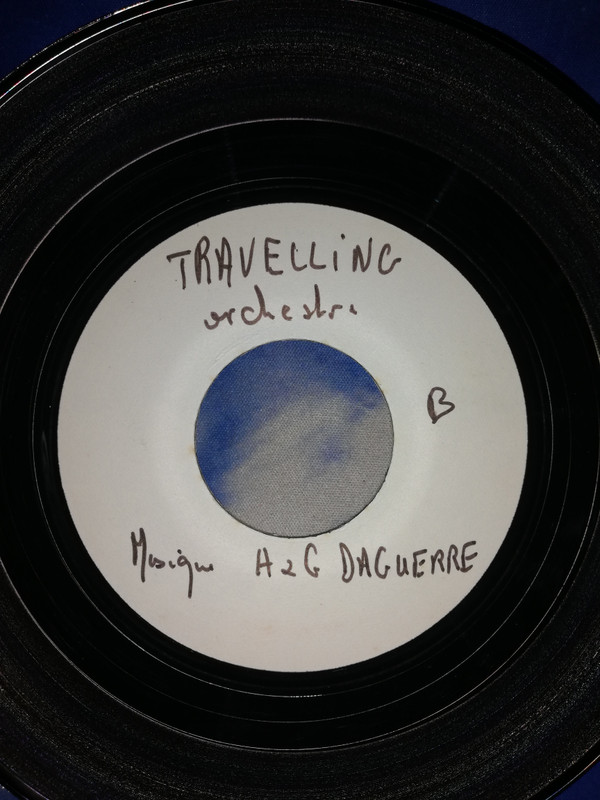 TRAVELLiNG
orchestra
B
Musique A & G DAGUERRE